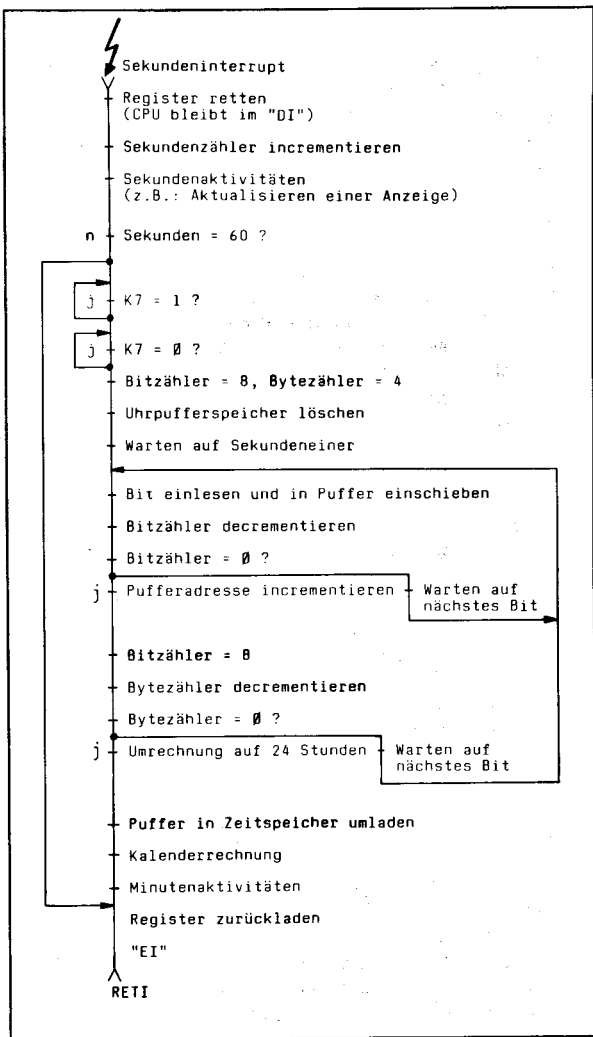 Sekundeninterrupt
Register retten
(CPU bleibt im "DI")
Sekundenzähler incrementieren
Sekundenaktivitäten
(z.B.: Aktualisieren einer Anzeige)
n Sekunden = 60 ?
j K7 = 1 ?
j K7 = Ø ?
Bitzähler = 8, Bytezähler = 4
Uhrpufferspeicher löschen
Warten auf Sekundeneiner
Bit einlesen und in Puffer einschieben
Bitzähler decrementieren
Bitzähler = Ø ?
j Pufferadresse incrementieren Warten auf
nächstes Bit
Bitzähler = 8
Bytezähler decrementieren
Bytezähler = Ø ?
j Umrechnung auf 24 Stunden Warten auf
nächstes Bit
Puffer in Zeitspeicher umladen
Kalenderrechnung
Minutenaktivitäten
Register zurückladen
"EI"
RETI